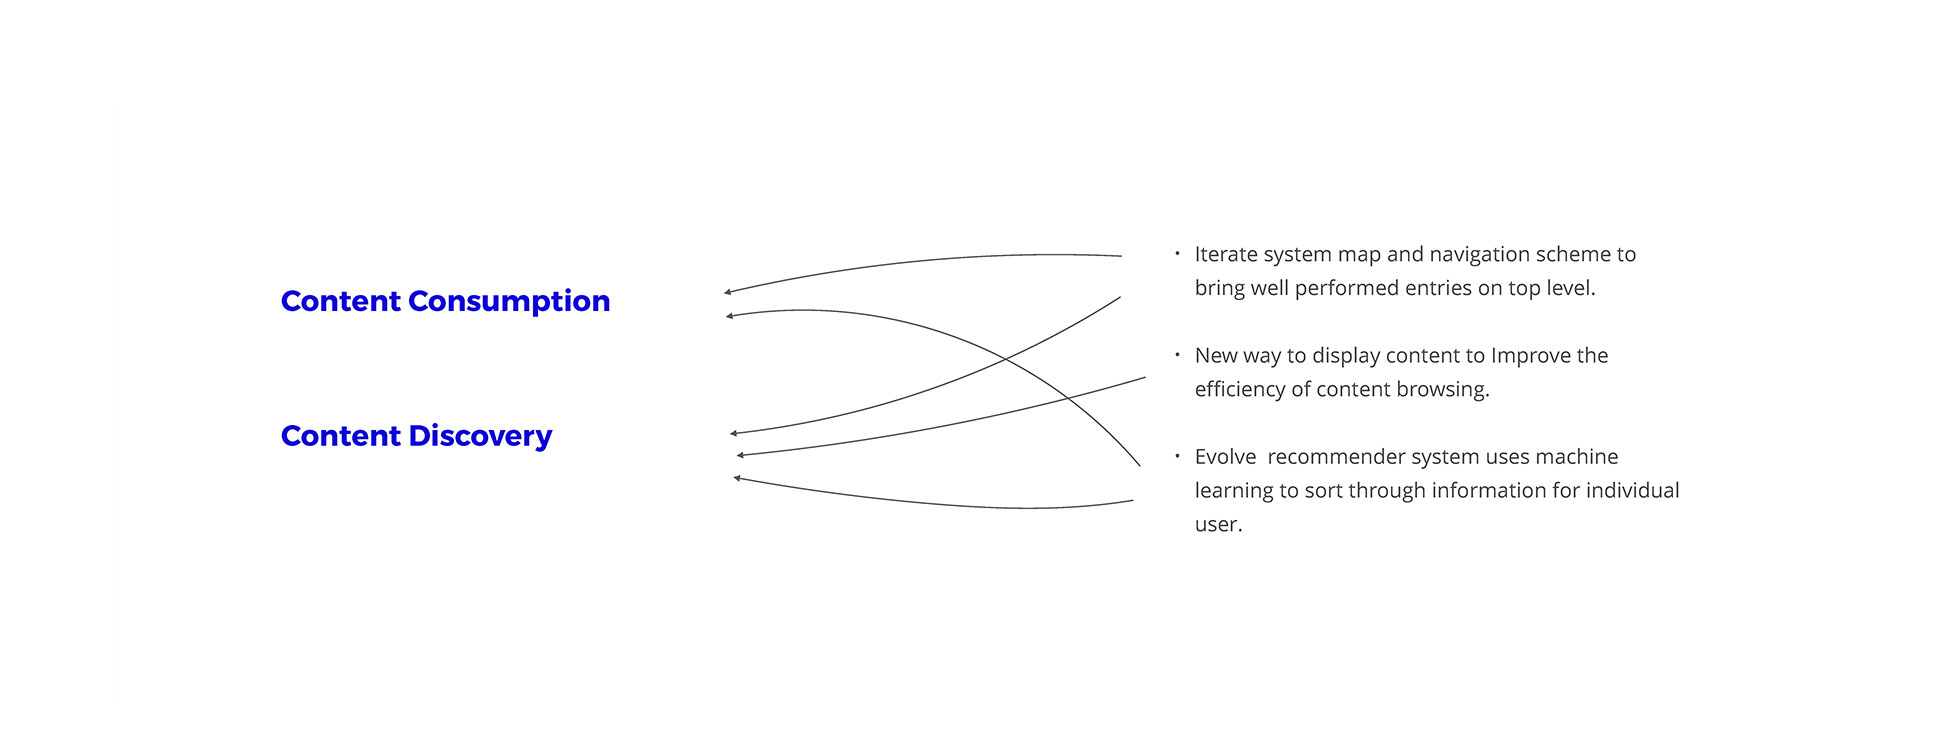 Content Consumption
Content Discovery
• Iterate system map and navigation scheme to
bring well performed entries on top level.
• New way to display content to Improve the
efficiency of content browsing.
• Evolve  recommender system uses machine
learning to sort through information for individual
user.